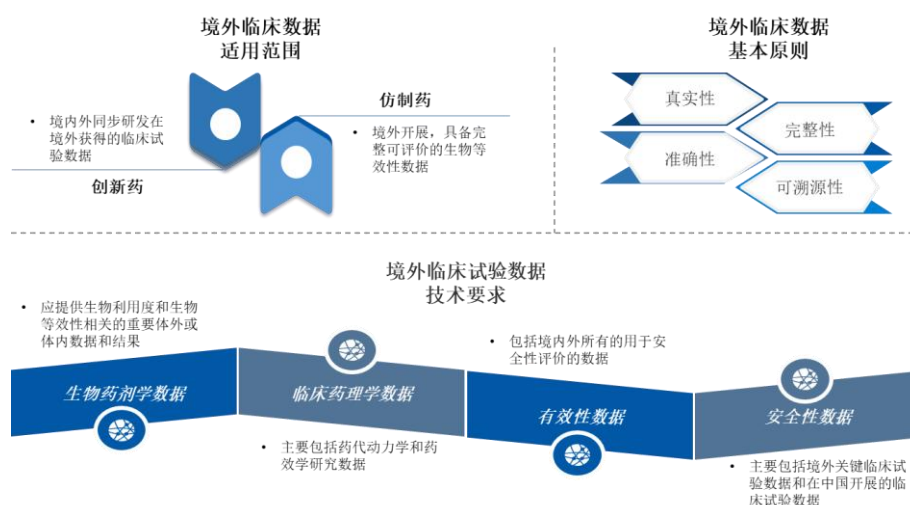 境外临床数据
适用范围
仿制药
• 境内外同步研发在
境外获得的临床试
验数据
• 境外开展，具备完
整可评价的生物等
效性数据
创新药
境外临床数据
基本原则
真实性
完整性
准确性
可溯源性
境外临床试验数据
技术要求
• 应提供生物利用度和生物
等效性相关的重要体外或
体内数据和结果
• 包括境内外所有的用于安
全性评价的数据
生物药剂学数据
临床药理学数据
有效性数据
安全性数据
• 主要包括药代动力学和药
效学研究数据
• 主要包括境外关键临床试
验数据和在中国开展的临
床试验数据